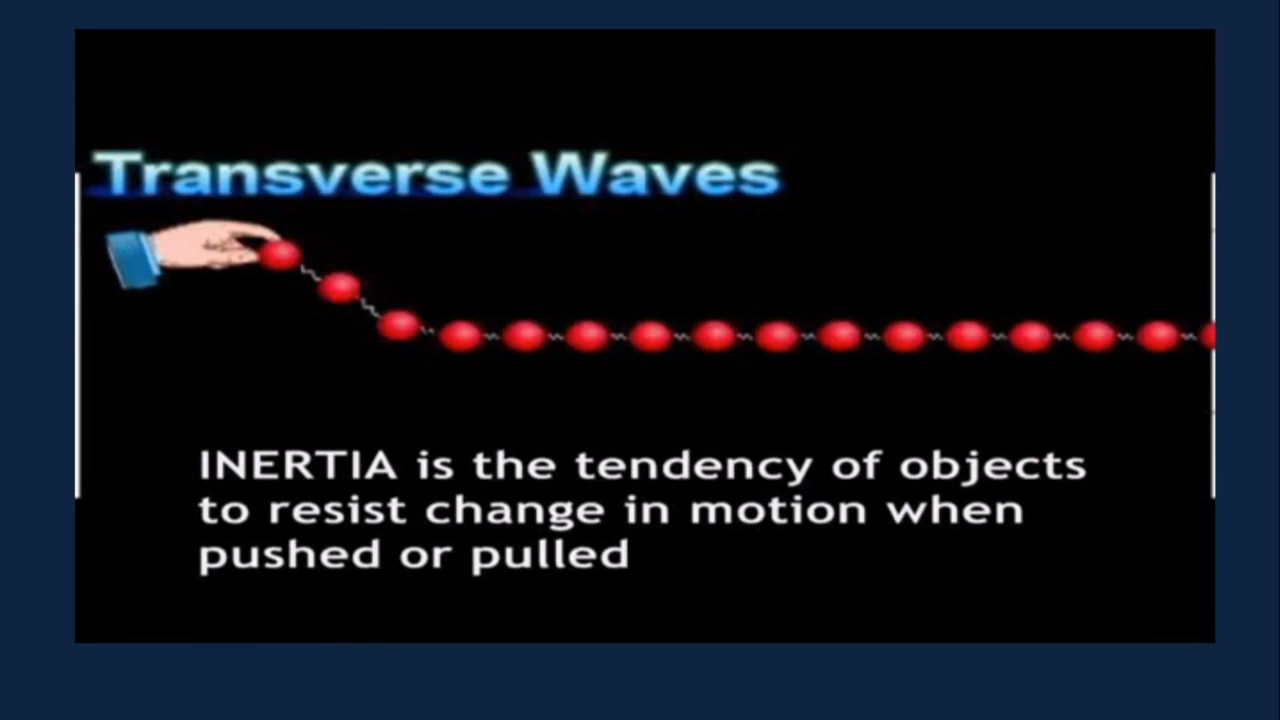 Transverse Waves
INERTIA is the tendency of objects
to resist change in motion when
pushed or pulled